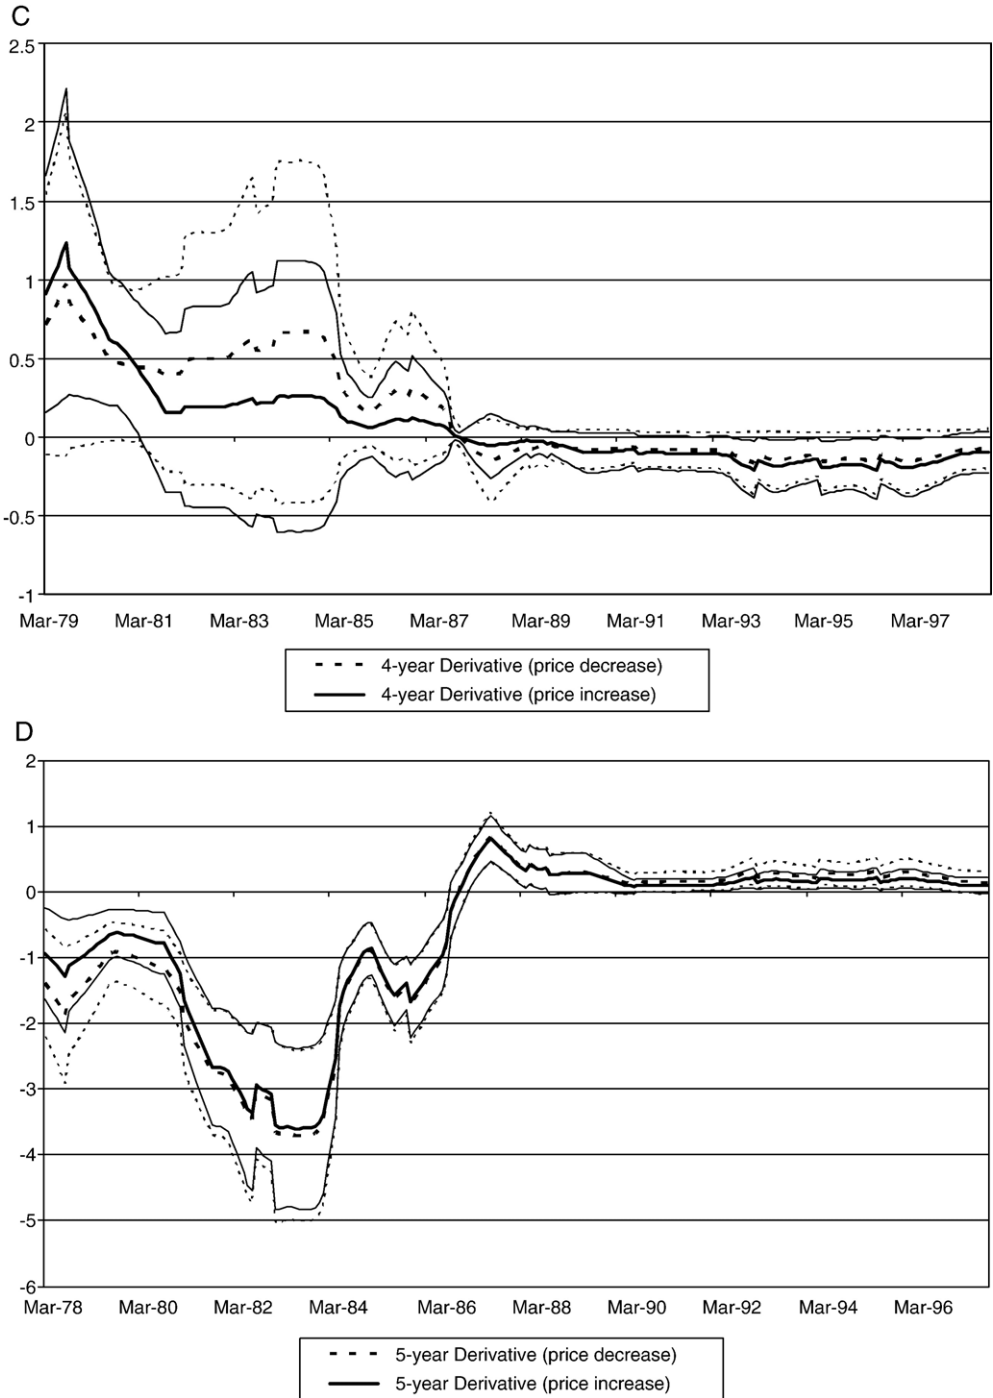 C
2.5
2
1.5
1
0.5
0
-0.5
-1
Mar-79 Mar-81 Mar-83 Mar-85 Mar-87 Mar-89 Mar-91 Mar-93 Mar-95 Mar-97
4-year Derivative (price decrease)
4-year Derivative (price increase)
D
2
1
0
-1
-2
-3
-4
-5
-6
Mar-78 Mar-80 Mar-82 Mar-84 Mar-86 Mar-88 Mar-90 Mar-92 Mar-94 Mar-96
5-year Derivative (price decrease)
5-year Derivative (price increase)